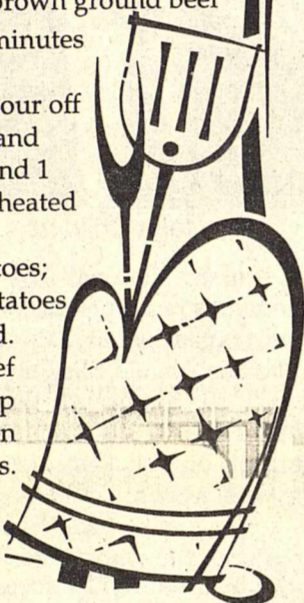 brown ground beef
minutes
our off
and
nd 1
heated
toes;
tatoes
d.
ef
p
n
s.